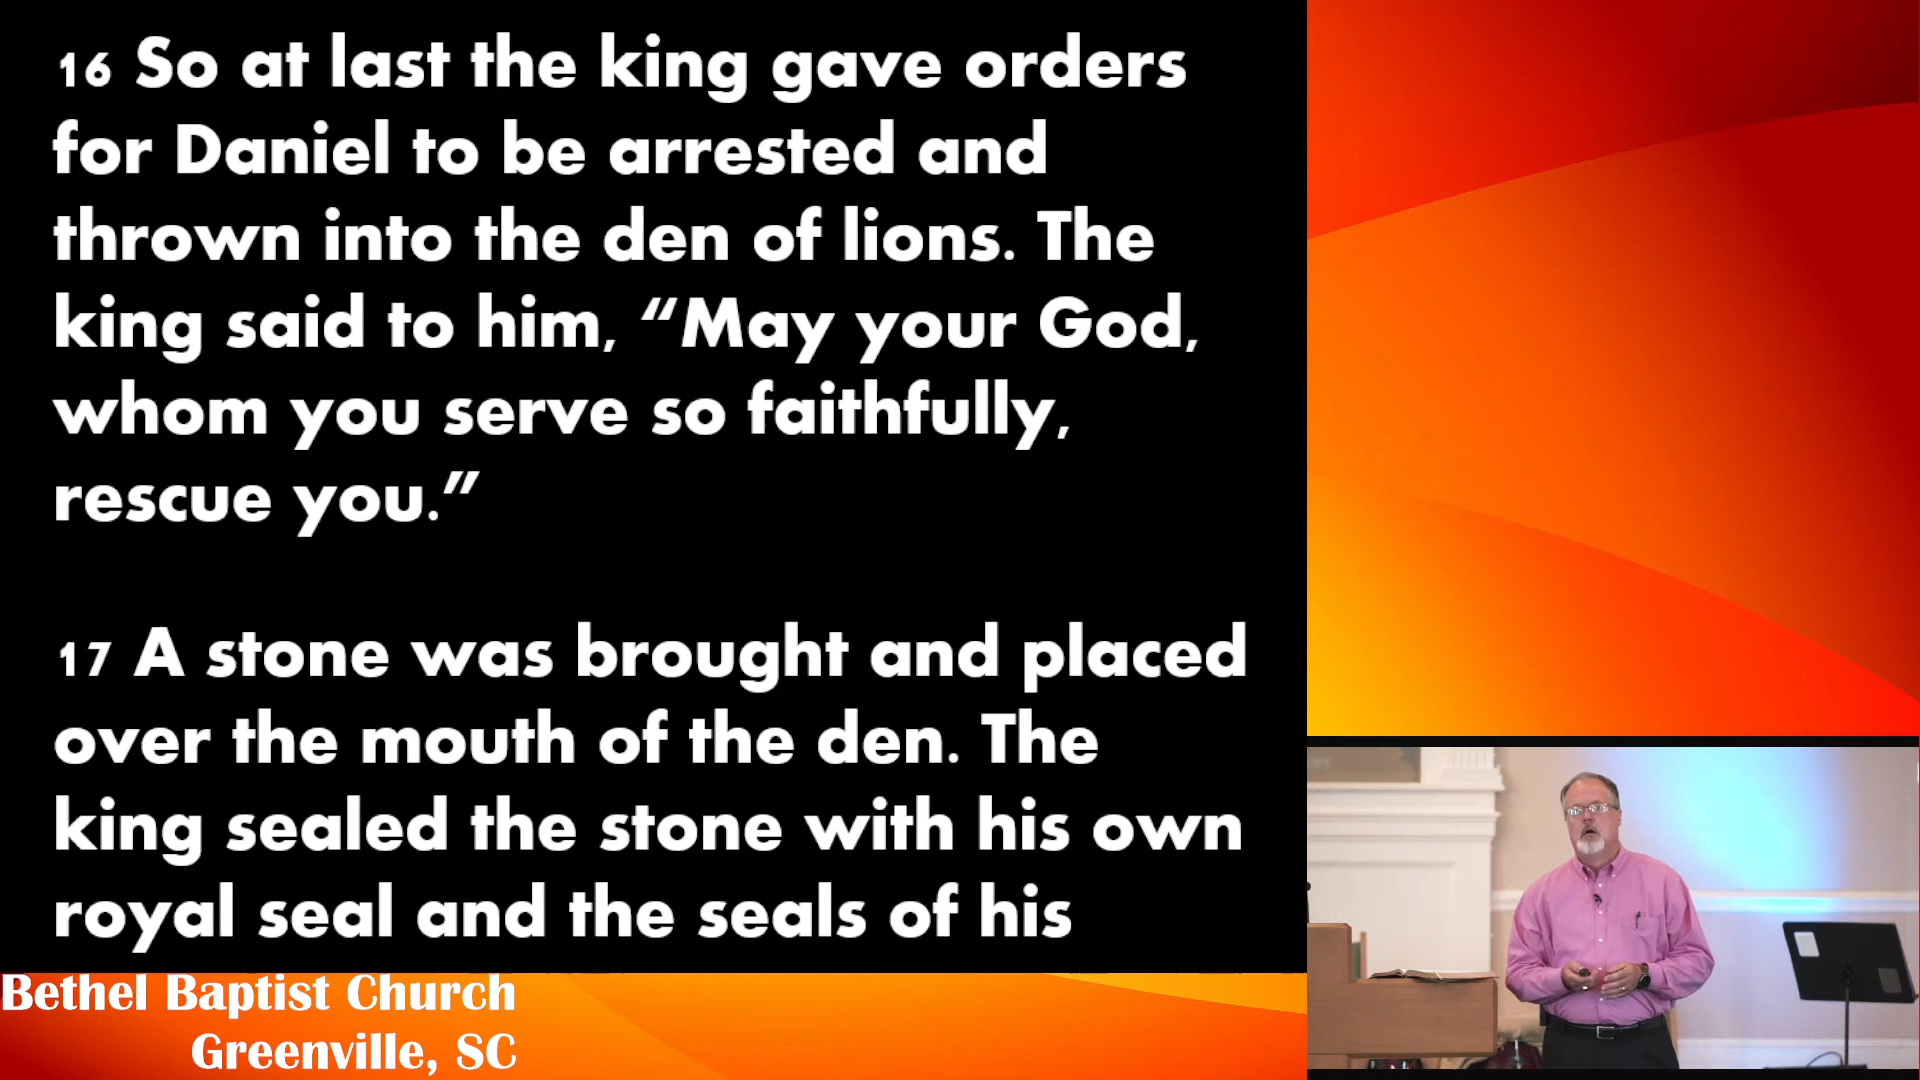 16 So at last the king gave orders
for Daniel to be arrested and
thrown into the den of lions. The
king said to him, “May your God,
whom you serve so faithfully,
rescue you.”
17 A stone was brought and placed
over the mouth of the den. The
king sealed the stone with his own
royal seal and the seals of his
Bethel Baptist Church
Greenville, SC